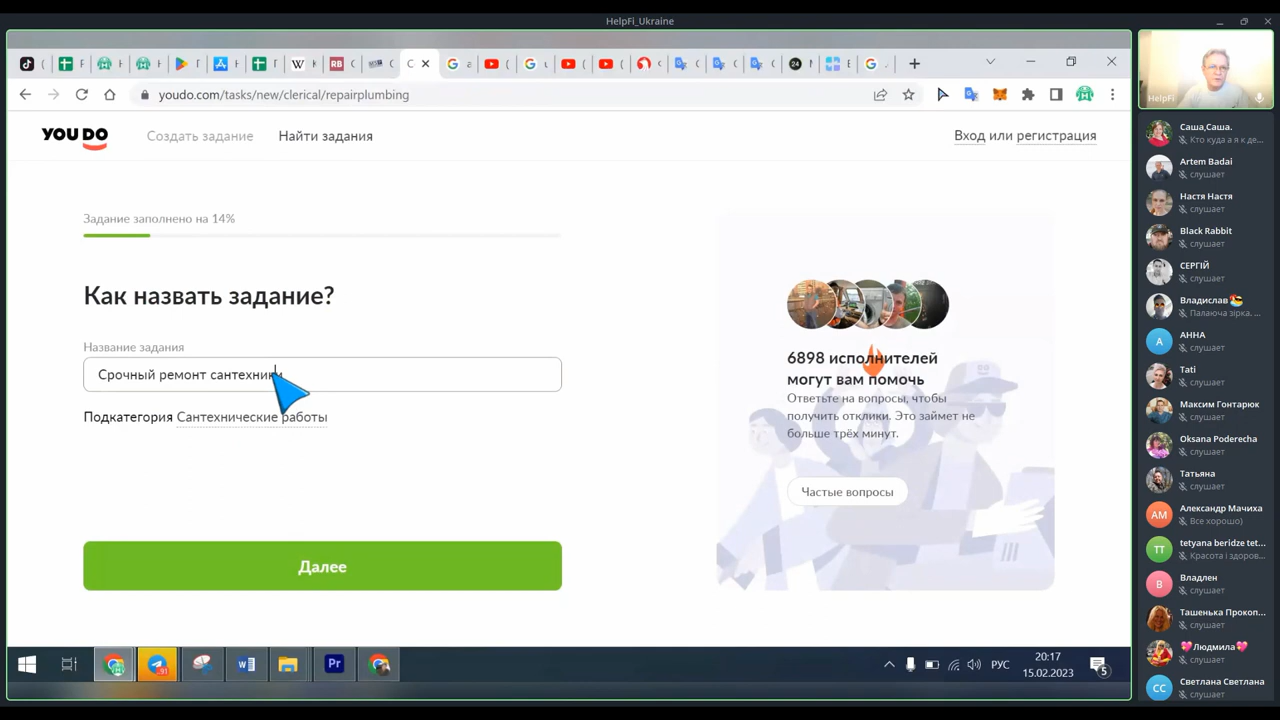 HelpFi_Ukraine
youdo.com/tasks/new/clerical/repairplumbing
YOU DO
Создать задание
Найти задания
Вход или регистрация
Задание заполнено на 14%
Как назвать задание?
Название задания
Срочный ремонт сантехники
Подкатегория Сантехнические работы
Далее
6898 исполнителей
могут вам помочь
Ответьте на вопросы, чтобы
получить отклики. Это займет не
больше трёх минут.
Частые вопросы
РУС
20:17
15.02.2023
5
91
HelpFi
Саша,Саша.
Кто куда а я к де...
Artem Badai
слушает
Настя Настя
слушает
Black Rabbit
слушает
СЕРГІЙ
слушает
Владислав
Палаюча зірка. ...
А
АННА
слушает
Tati
слушает
Максим Гонтарюк
слушает
Oksana Poderecha
слушает
Татьяна
слушает
АМ
Александр Мачиха
Все хорошо)
TT
tetyana beridze tet...
Красота і здоров...
Владлен
слушает
Ташенька Прокоп...
слушает
Людмила
слушает
СС
Светлана Светлана
слушает